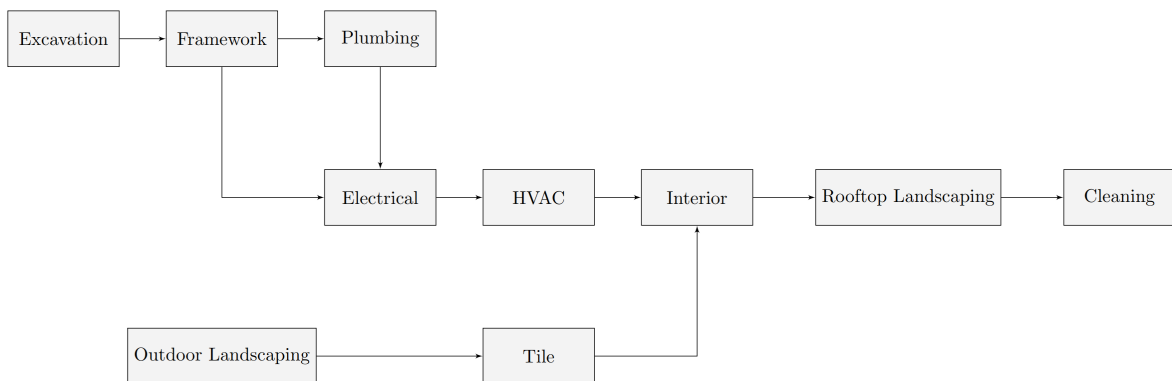 Excavation
Framework
Plumbing
Electrical
HVAC
Interior
Rooftop Landscaping
Cleaning
Outdoor Landscaping
Tile